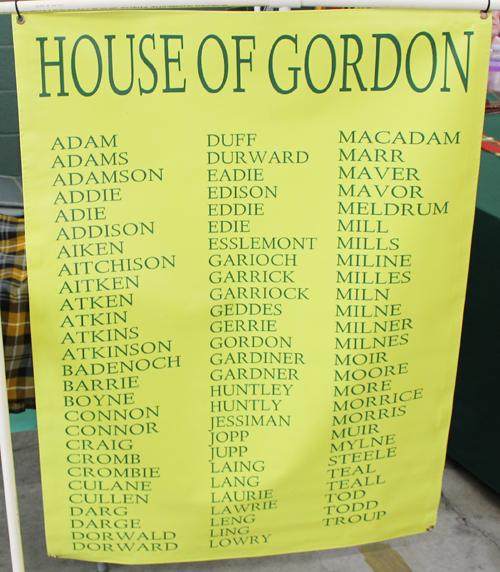 HOUSE OF GORDON
ADAM
ADAMS
ADAMSON
ADDIE
ADIE
ADDISON
AIKEN
AITCHISON
AITKEN
ATKEN
ATKIN
ATKINS
ATKINSON
BADENOCH
BARRIE
BOYNE
CONNON
CONNOR
CRAIG
CROMB
CROMBIE
CULANE
CULLEN
DARG
DARGE
DORWALD
DORWARD
DUFF
DURWARD
EADIE
EDISON
EDDIE
EDIE
ESSLEMONT
GARIOCH
GARRICK
GARRIOCK
GEDDES
GERRIE
GORDON
GARDINER
GARDNER
HUNTLEY
HUNTLY
JESSIMAN
JOPP
JUPP
LAING
LANG
LAURIE
LAWRIE
LENG
LING
LOWRY
MACADAM
MARR
MAVER
MAVOR
MELDRUM
MILL
MILLS
MILINE
MILLES
MILN
MILNE
MILNER
MILNES
MOIR
MOORE
MORE
MORRICE
MORRIS
MUIR
MYLNE
STEELE
TEAL
TEALL
TOD
TODD
TROUP